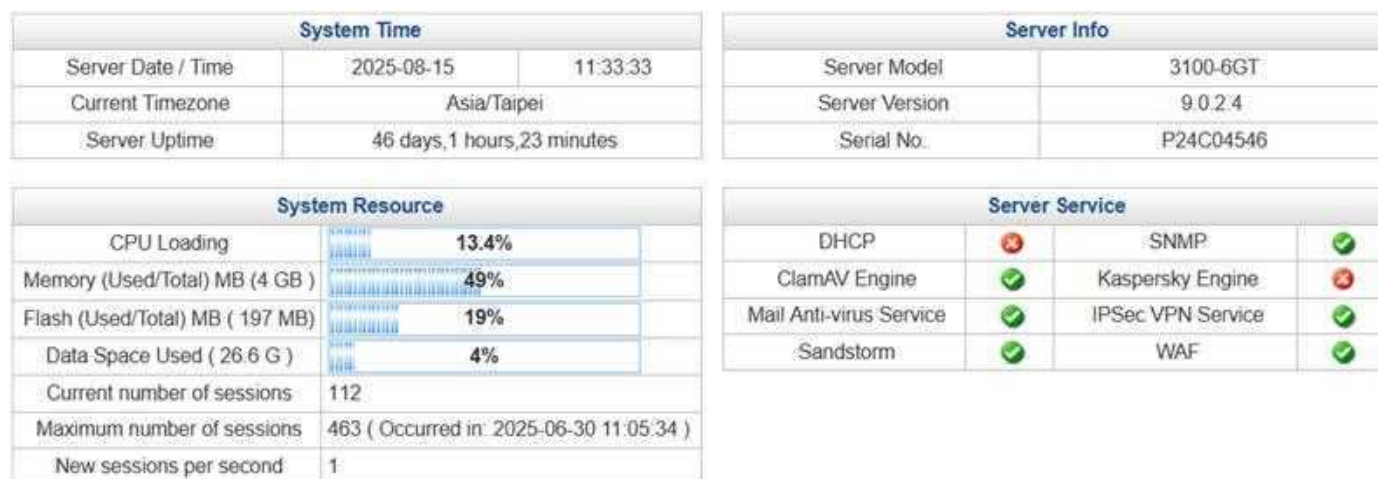 System Time
Server Date / Time 2025-08-15 11:33:33
Current Timezone Asia/Taipei
Server Uptime 46 days,1 hours,23 minutes
Server Info
Server Model 3100-6GT
Server Version 9.0.2.4
Serial No. P24C04546
System Resource
CPU Loading 13.4%
Memory (Used/Total) MB (4 GB ) 49%
Flash (Used/Total) MB ( 197 MB) 19%
Data Space Used ( 26.6 G ) 4%
Current number of sessions 112
Maximum number of sessions 463 ( Occurred in: 2025-06-30 11:05:34 )
New sessions per second 1
Server Service
DHCP SNMP
ClamAV Engine Kaspersky Engine
Mail Anti-virus Service IPSec VPN Service
Sandstorm WAF